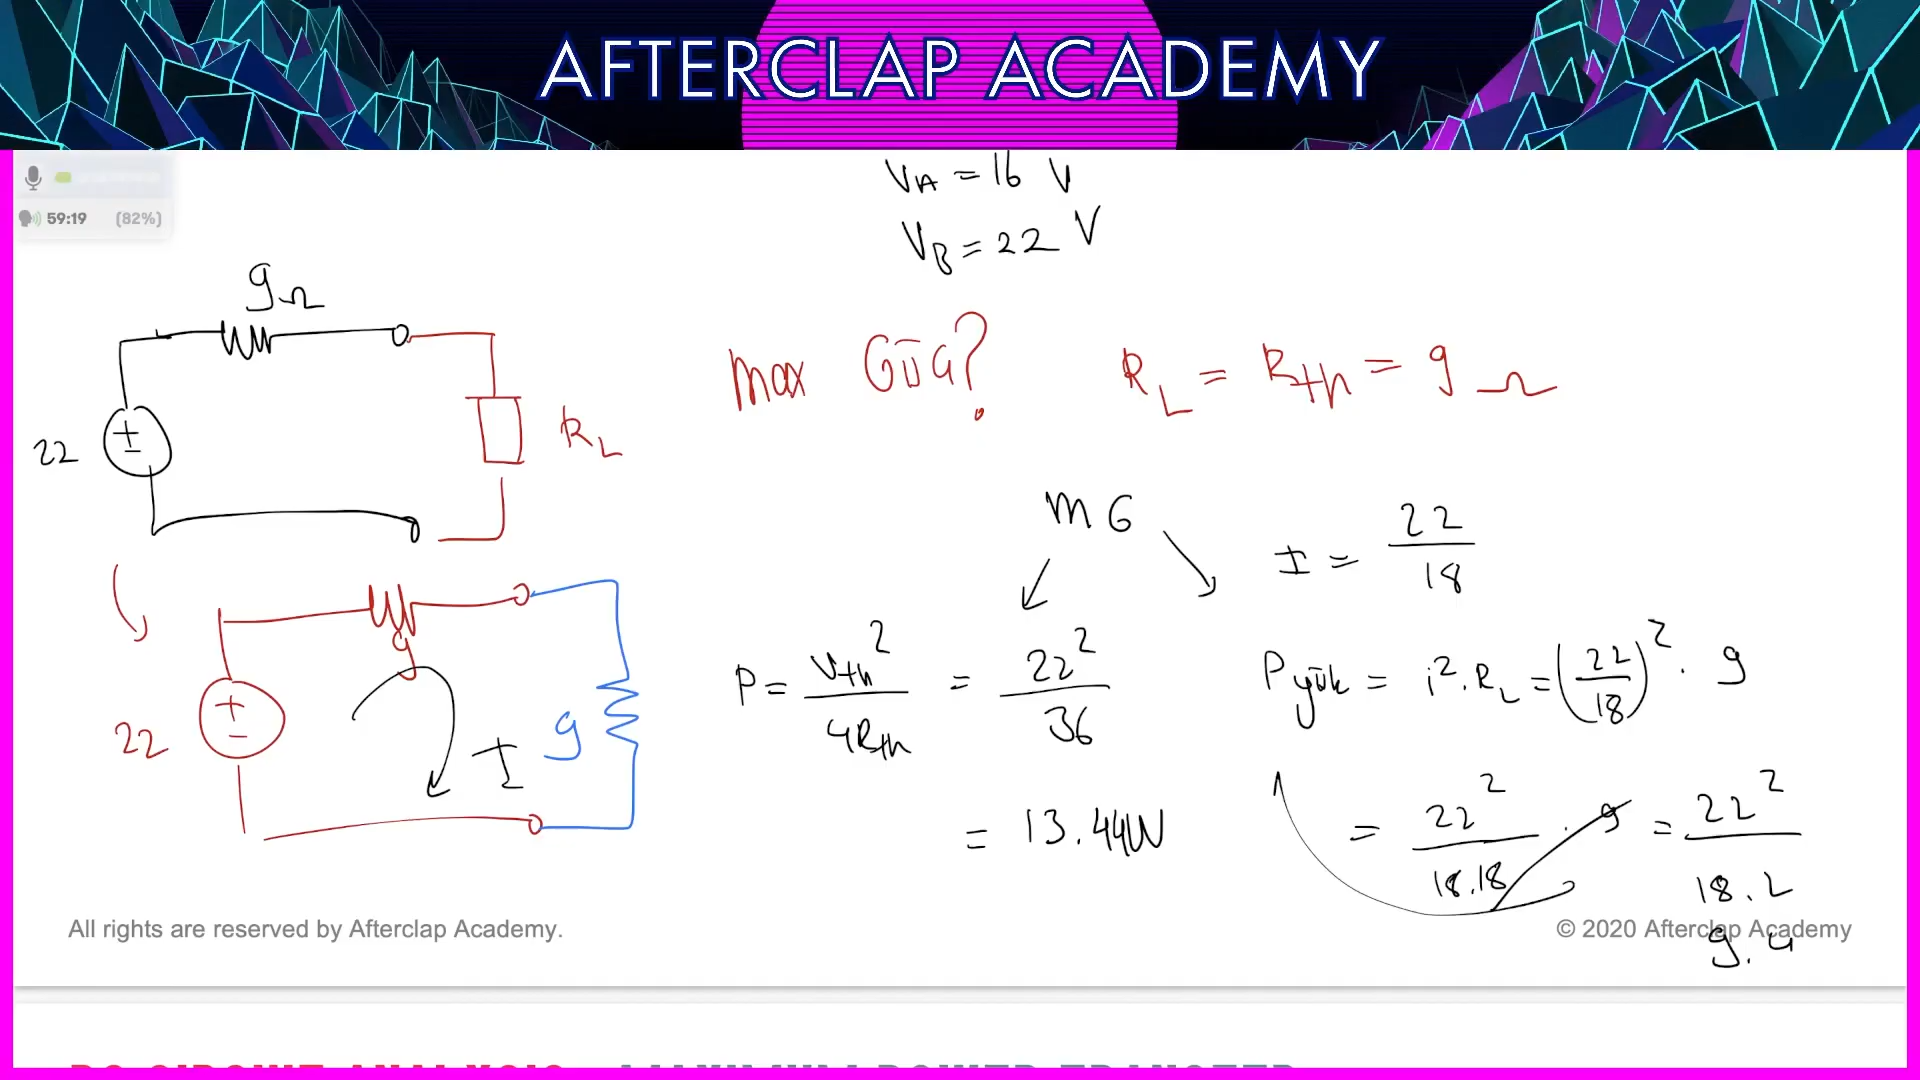 AFTERCLAP ACADEMY
59:19 (82%)
VA = 16 V
VB = 22 V
9Ω
22
RL
max GÜÇ?
RL = Rth = 9 Ω
MG
I = 22/18
P = Vth²/4Rth = 22²/36
= 13.44W
Pyük = i².RL = (22/18)² . 9
= 22²/18.18 . 9 = 22²/18.2
9.4
9
22
I
9
All rights are reserved by Afterclap Academy.
© 2020 Afterclap Academy